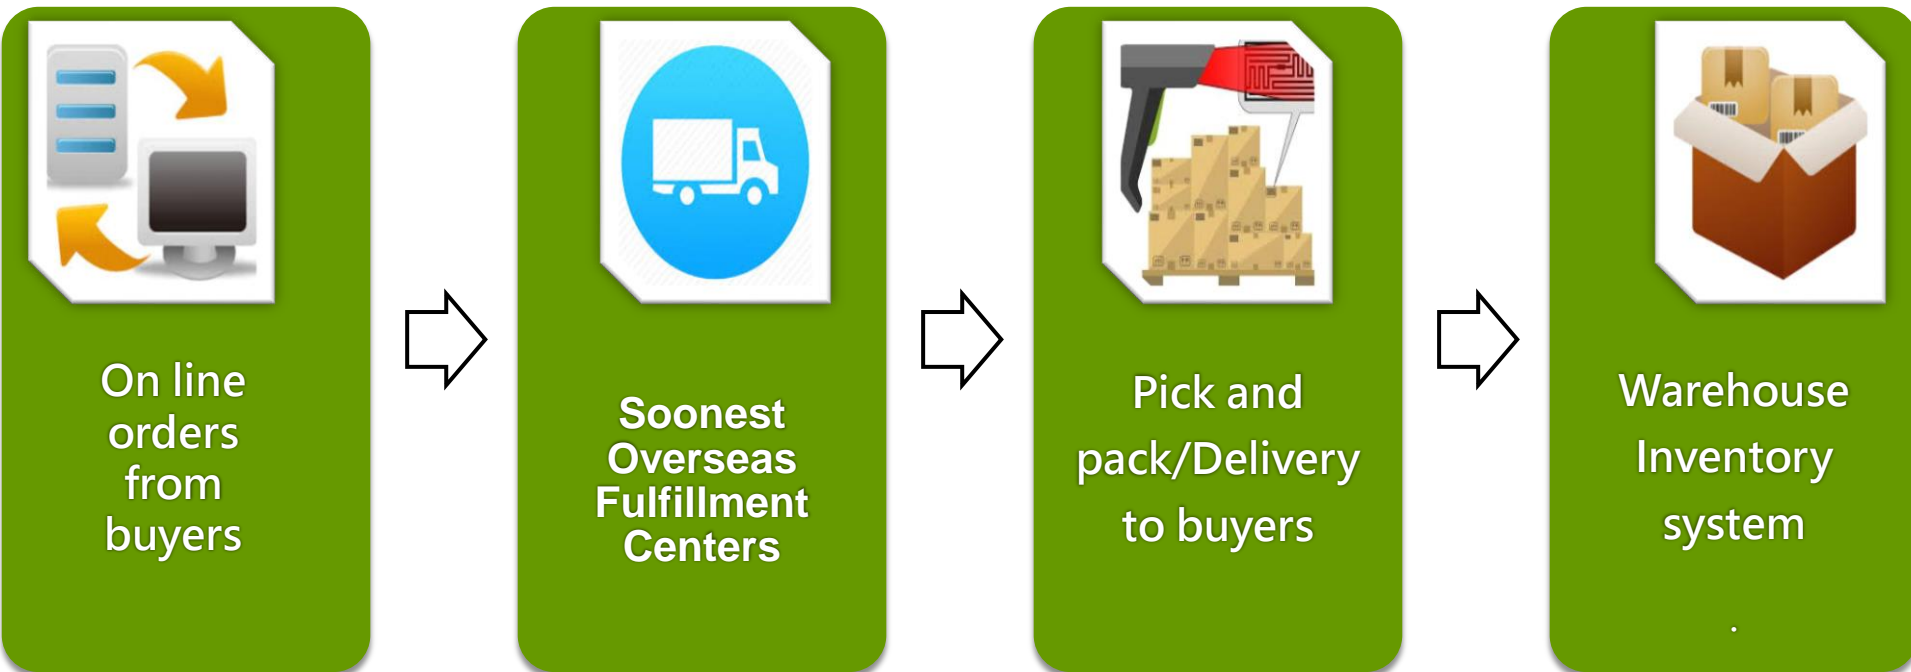 On line
orders
from
buyers
Soonest
Overseas
Fulfillment
Centers
Pick and
pack/Delivery
to buyers
Warehouse
Inventory
system
.